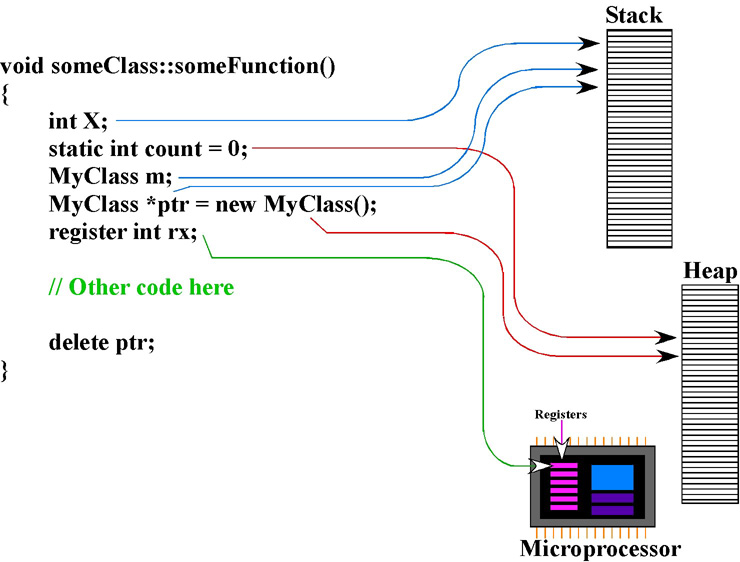 Stack
void someClass::someFunction()
{
int X;
static int count = 0;
MyClass m;
MyClass *ptr = new MyClass();
register int rx;
Heap
// Other code here
delete ptr;
}
Registers
Microprocessor